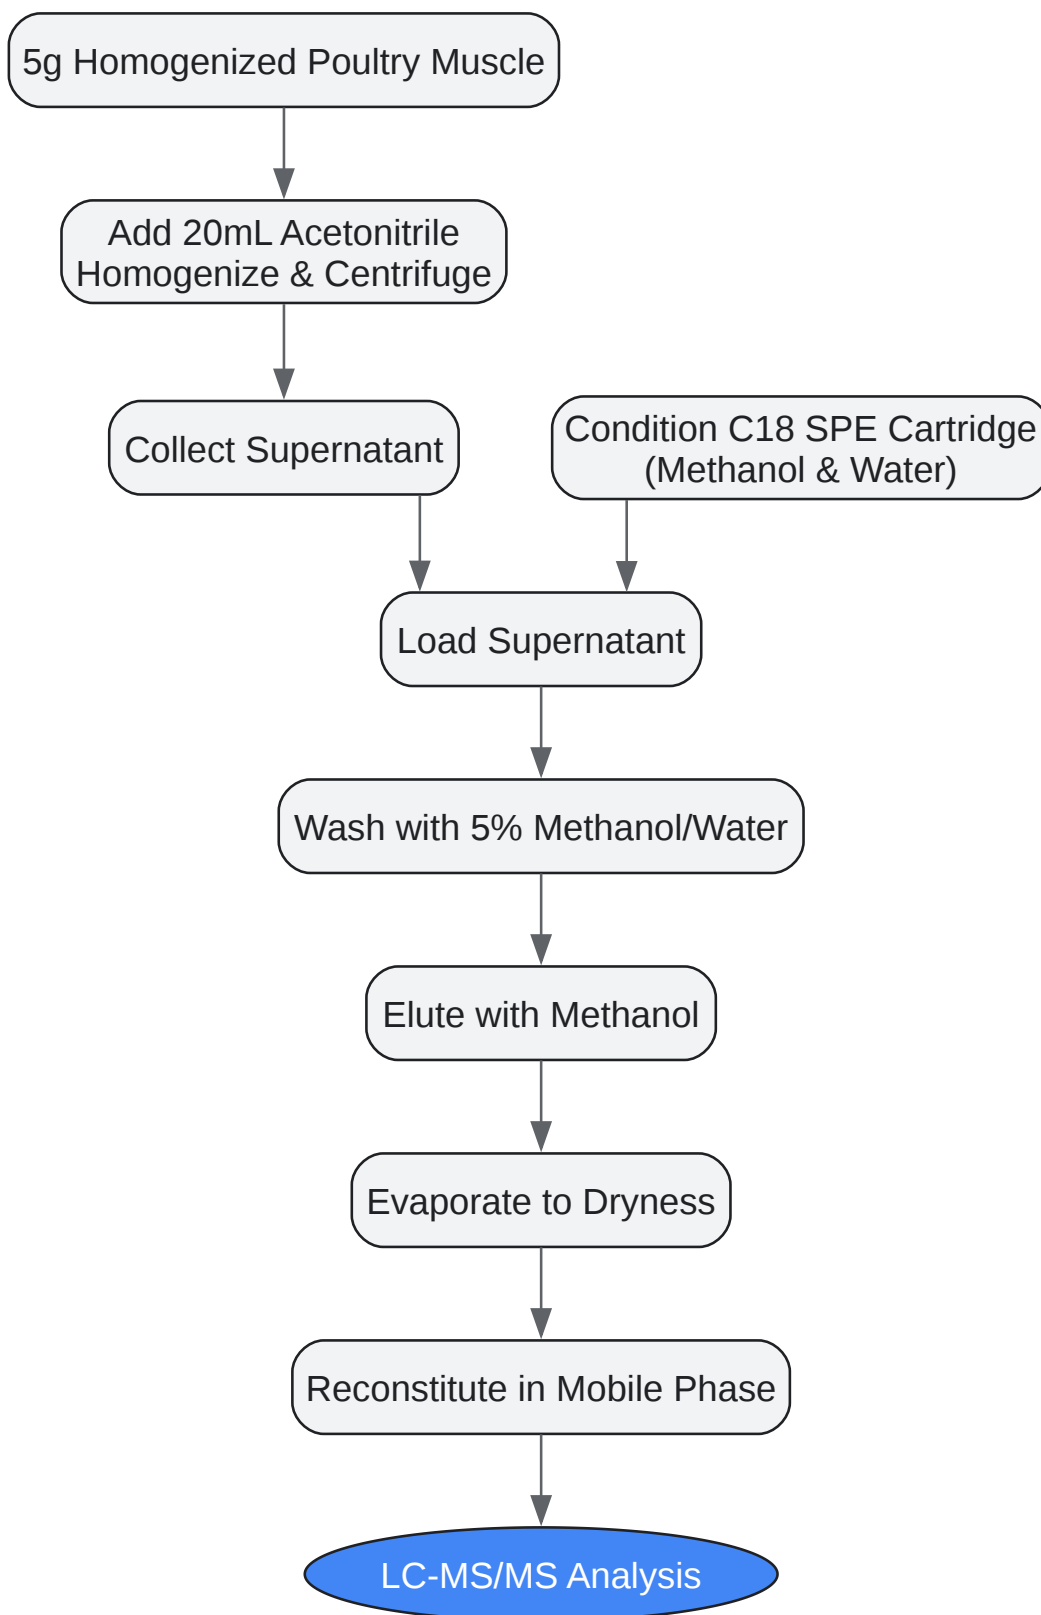 5g Homogenized Poultry Muscle
Add 20mL Acetonitrile
Homogenize & Centrifuge
Collect Supernatant
Condition C18 SPE Cartridge
(Methanol & Water)
Load Supernatant
Wash with 5% Methanol/Water
Elute with Methanol
Evaporate to Dryness
Reconstitute in Mobile Phase
LC-MS/MS Analysis